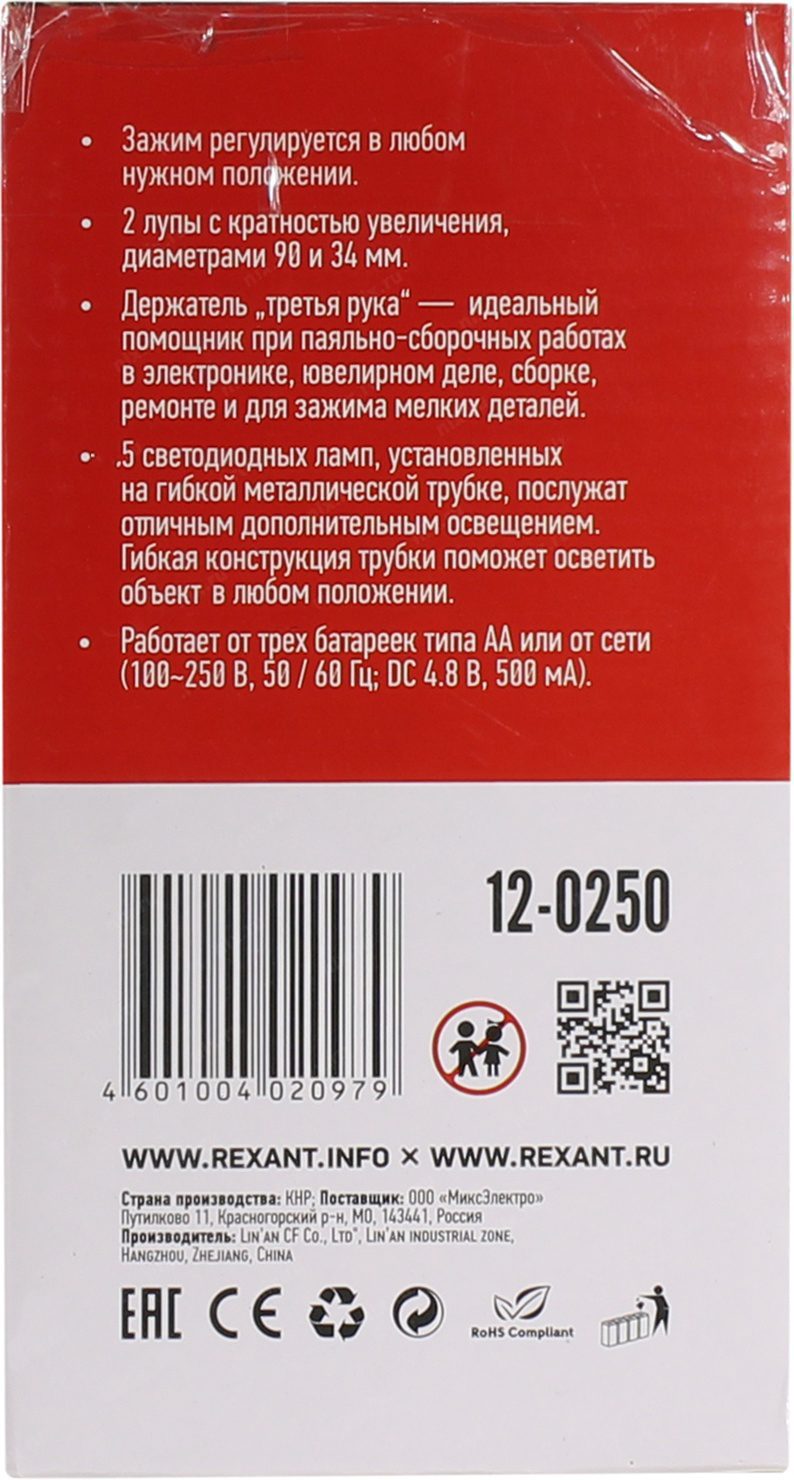 • Зажим регулируется в любом
нужном положении.
• 2 лупы с кратностью увеличения,
диаметрами 90 и 34 мм.
• Держатель „третья рука“ — идеальный
помощник при паяльно-сборочных работах
в электронике, ювелирном деле, сборке,
ремонте и для зажима мелких деталей.
• .5 светодиодных ламп, установленных
на гибкой металлической трубке, послужат
отличным дополнительным освещением.
Гибкая конструкция трубки поможет осветить
объект в любом положении.
• Работает от трех батареек типа АА или от сети
(100~250 В, 50 / 60 Гц; DC 4.8 В, 500 мА).
12-0250
4 601004 020979
WWW.REXANT.INFO × WWW.REXANT.RU
Страна производства: КНР; Поставщик: ООО «МиксЭлектро»
Путилково 11, Красногорский р-н, МО, 143441, Россия
Производитель: Lin'an CF Co., Ltd", Lin'an industrial zone,
Hangzhou, Zhejiang, China
EAC CE RoHS Compliant